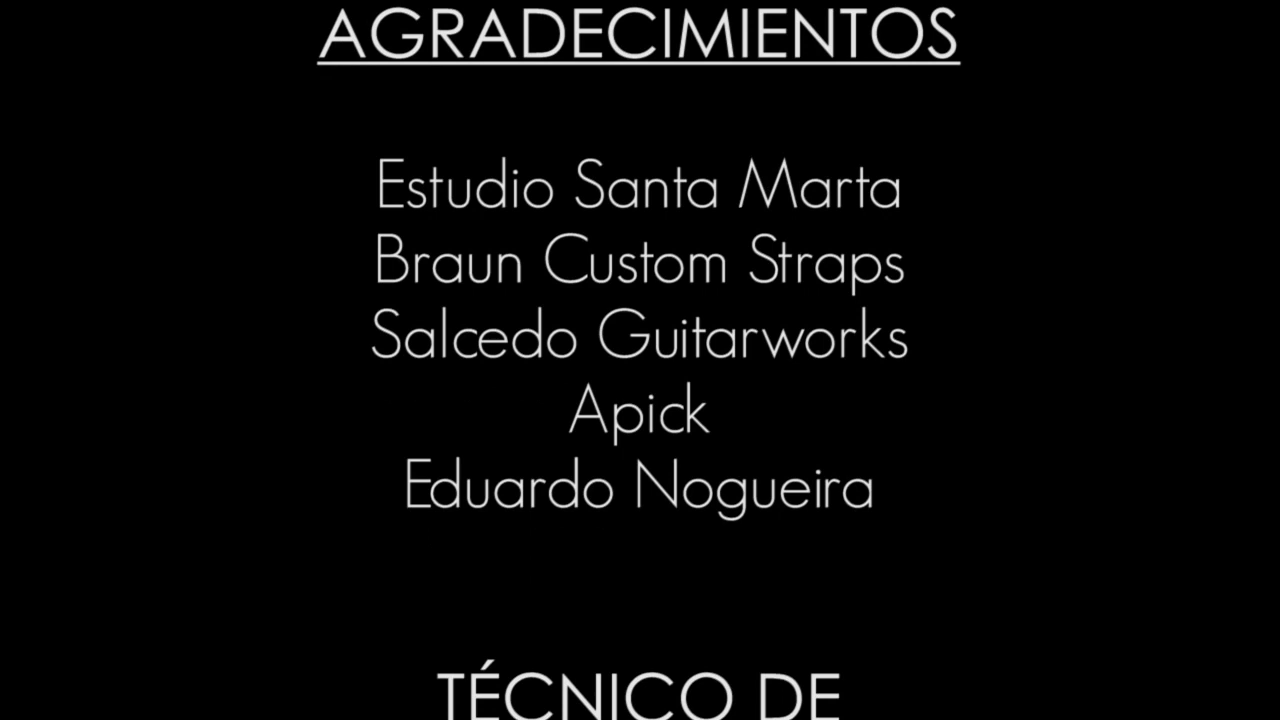 AGRADECIMIENTOS
Estudio Santa Marta
Braun Custom Straps
Salcedo Guitarworks
Apick
Eduardo Nogueira
TÉCNICO DE